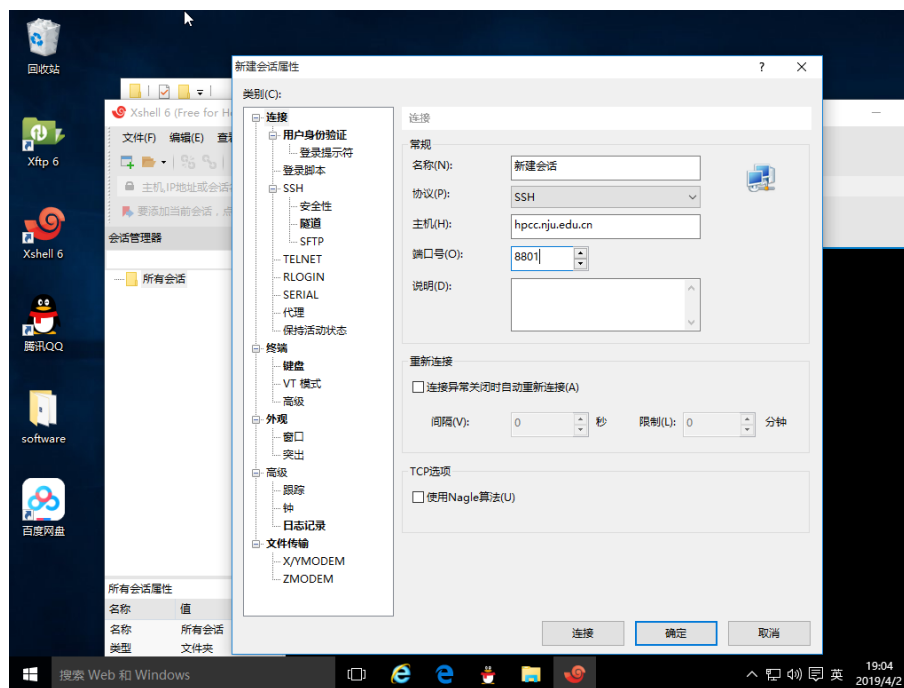 回收站
Xftp 6
Xshell 6
腾讯QQ
software
百度网盘
Xshell 6 (Free for H
文件(F) 编辑(E) 查
主机,IP地址或会话
要添加当前会话，点
会话管理器
所有会话
所有会话属性
名称 值
名称 所有会话
类型 文件夹
新建会话属性
?
类别(C):
连接
用户身份验证
登录提示符
登录脚本
SSH
安全性
隧道
SFTP
TELNET
RLOGIN
SERIAL
代理
保持活动状态
终端
键盘
VT 模式
高级
外观
窗口
突出
高级
跟踪
钟
日志记录
文件传输
X/YMODEM
ZMODEM
连接
常规
名称(N): 新建会话
协议(P): SSH
主机(H): hpcc.nju.edu.cn
端口号(O): 8801
说明(D):
重新连接
连接异常关闭时自动重新连接(A)
间隔(V): 0 秒 限制(L): 0 分钟
TCP选项
使用Nagle算法(U)
连接 确定 取消
搜索 Web 和 Windows
英
19:04
2019/4/2